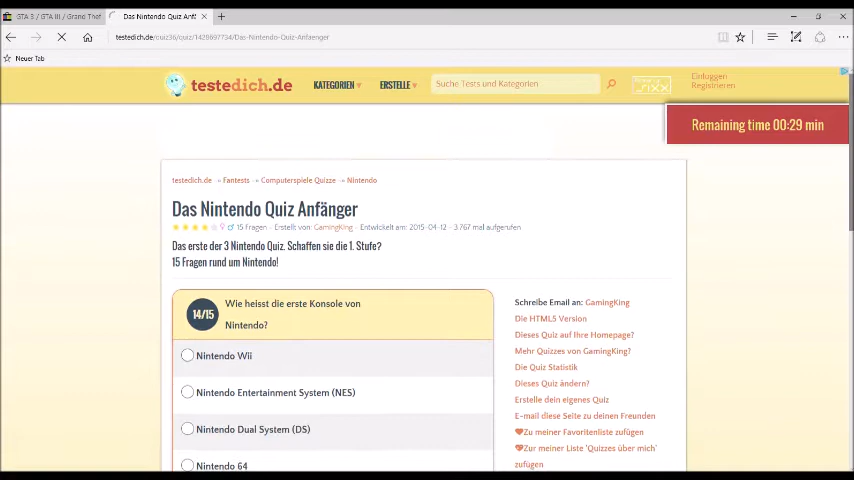 GTA 3 / GTA III / Grand Thef
Das Nintendo Quiz Anf
testedich.de/quiz36/quiz/1428697734/Das-Nintendo-Quiz-Anfaenger
Neuer Tab
testedich.de
KATEGORIEN
ERSTELLE
Suche Tests und Kategorien
sixx
Einloggen
Registrieren
Remaining time 00:29 min
testedich.de » Fantests » Computerspiele Quizze » Nintendo
Das Nintendo Quiz Anfänger
15 Fragen - Erstellt von: GamingKing - Entwickelt am: 2015-04-12 - 3.767 mal aufgerufen
Das erste der 3 Nintendo Quiz. Schaffen sie die 1. Stufe?
15 Fragen rund um Nintendo!
14/15
Wie heisst die erste Konsole von
Nintendo?
Nintendo Wii
Nintendo Entertainment System (NES)
Nintendo Dual System (DS)
Nintendo 64
Schreibe Email an: GamingKing
Die HTML5 Version
Dieses Quiz auf Ihre Homepage?
Mehr Quizzes von GamingKing?
Die Quiz Statistik
Dieses Quiz ändern?
Erstelle dein eigenes Quiz
E-mail diese Seite zu deinen Freunden
Zu meiner Favoritenliste zufügen
Zur meiner Liste 'Quizzes über mich'
zufügen